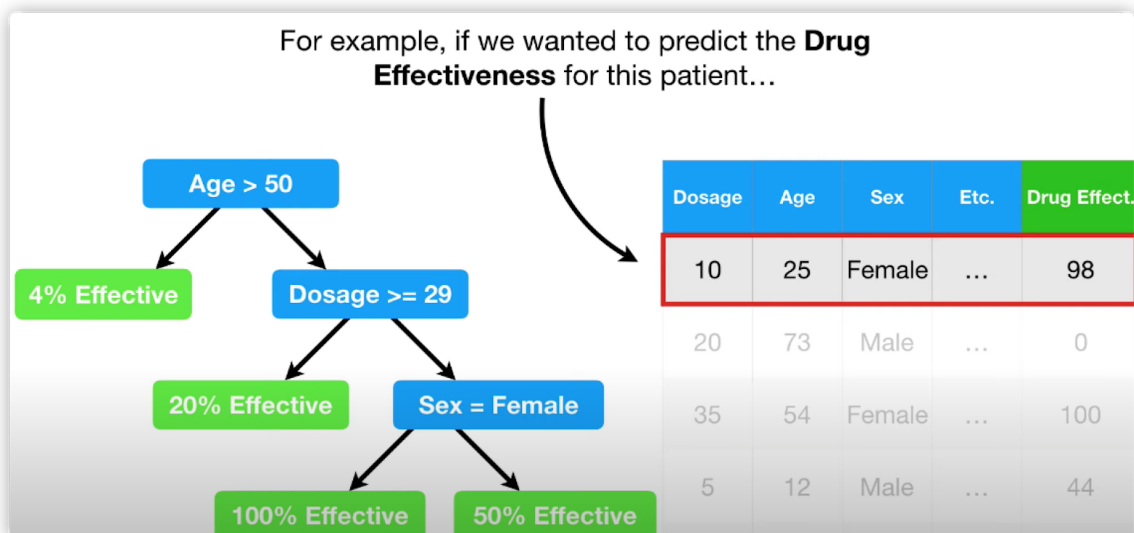 For example, if we wanted to predict the Drug
Effectiveness for this patient...
Age > 50
4% Effective
Dosage >= 29
20% Effective
Sex = Female
100% Effective
50% Effective
Dosage Age Sex Etc. Drug Effect.
10 25 Female ... 98
20 73 Male ... 0
35 54 Female ... 100
5 12 Male ... 44